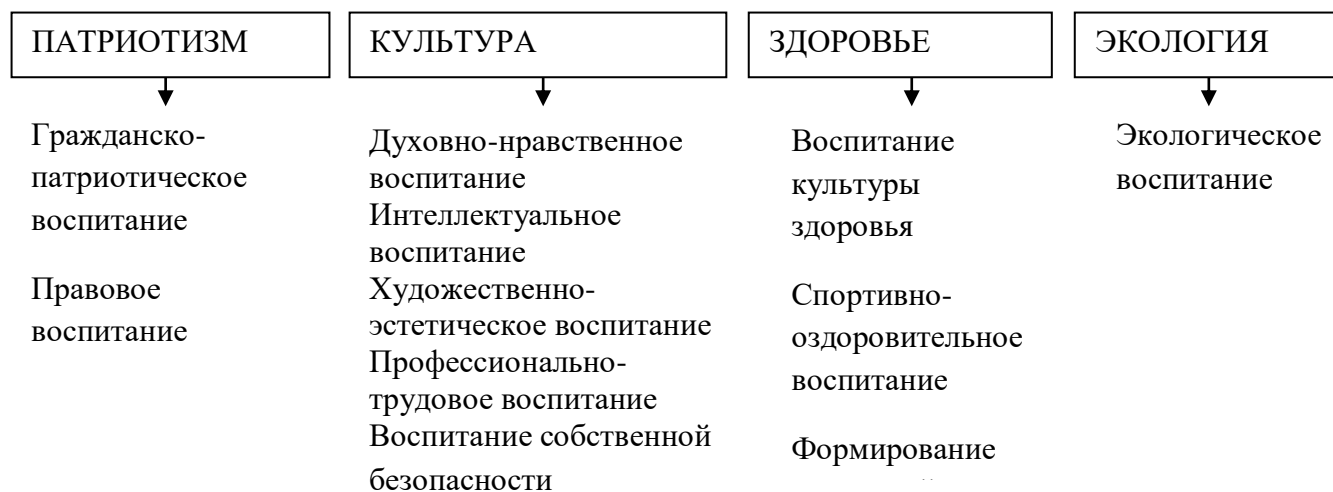 ПАТРИОТИЗМ
Гражданско-
патриотическое
воспитание
Правовое
воспитание
КУЛЬТУРА
Духовно-нравственное
воспитание
Интеллектуальное
воспитание
Художественно-
эстетическое воспитание
Профессионально-
трудовое воспитание
Воспитание собственной
безопасности
ЗДОРОВЬЕ
Воспитание
культуры
здоровья
Спортивно-
оздоровительное
воспитание
Формирование
ЭКОЛОГИЯ
Экологическое
воспитание